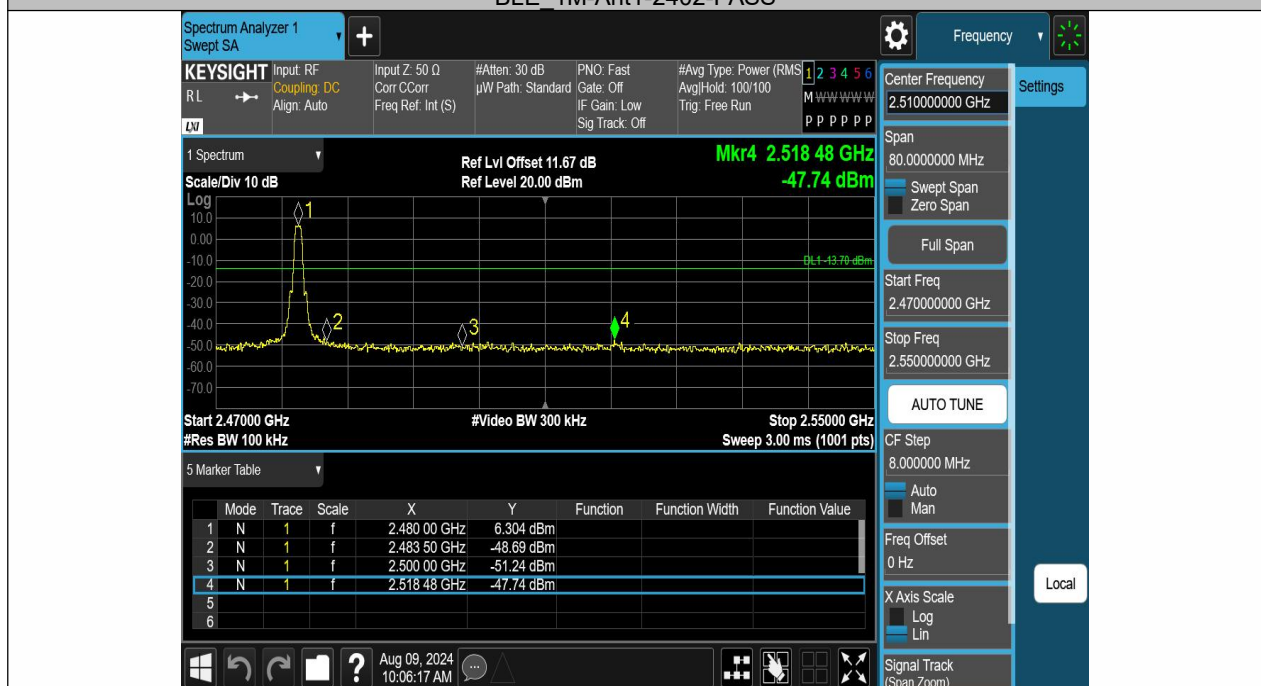 BLE_1M-Ant1-2402-PASS
Spectrum Analyzer 1
Swept SA
Frequency
KEYSIGHT
RL
LXI
Input: RF
Coupling: DC
Align: Auto
Input Z: 50 Ω
Corr CCorr
Freq Ref: Int (S)
#Atten: 30 dB
µW Path: Standard
PNO: Fast
Gate: Off
IF Gain: Low
Sig Track: Off
#Avg Type: Power (RMS
Avg|Hold: 100/100
Trig: Free Run
1 2 3 4 5 6
M W W W W W
P P P P P P
1 Spectrum
Ref Lvl Offset 11.67 dB
Mkr4 2.518 48 GHz
Scale/Div 10 dB
Ref Level 20.00 dBm
-47.74 dBm
Log
10.0
0.00
-10.0
-20.0
-30.0
-40.0
-50.0
-60.0
-70.0
1
2
3
4
DL1 -13.70 dBm
Start 2.47000 GHz
#Video BW 300 kHz
Stop 2.55000 GHz
#Res BW 100 kHz
Sweep 3.00 ms (1001 pts)
5 Marker Table
Mode Trace Scale X Y Function Function Width Function Value
1 N 1 f 2.480 00 GHz 6.304 dBm
2 N 1 f 2.483 50 GHz -48.69 dBm
3 N 1 f 2.500 00 GHz -51.24 dBm
4 N 1 f 2.518 48 GHz -47.74 dBm
5
6
?
Aug 09, 2024
10:06:17 AM
Center Frequency
2.510000000 GHz
Settings
Span
80.0000000 MHz
Swept Span
Zero Span
Full Span
Start Freq
2.470000000 GHz
Stop Freq
2.550000000 GHz
AUTO TUNE
CF Step
8.000000 MHz
Auto
Man
Freq Offset
0 Hz
Local
X Axis Scale
Log
Lin
Signal Track
(Span Zoom)